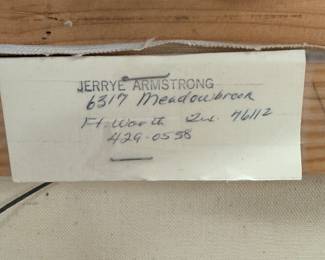 JERRYE ARMSTRONG
6317 Meadowbrook
Ft. Worth Tx. 76112
429-0558